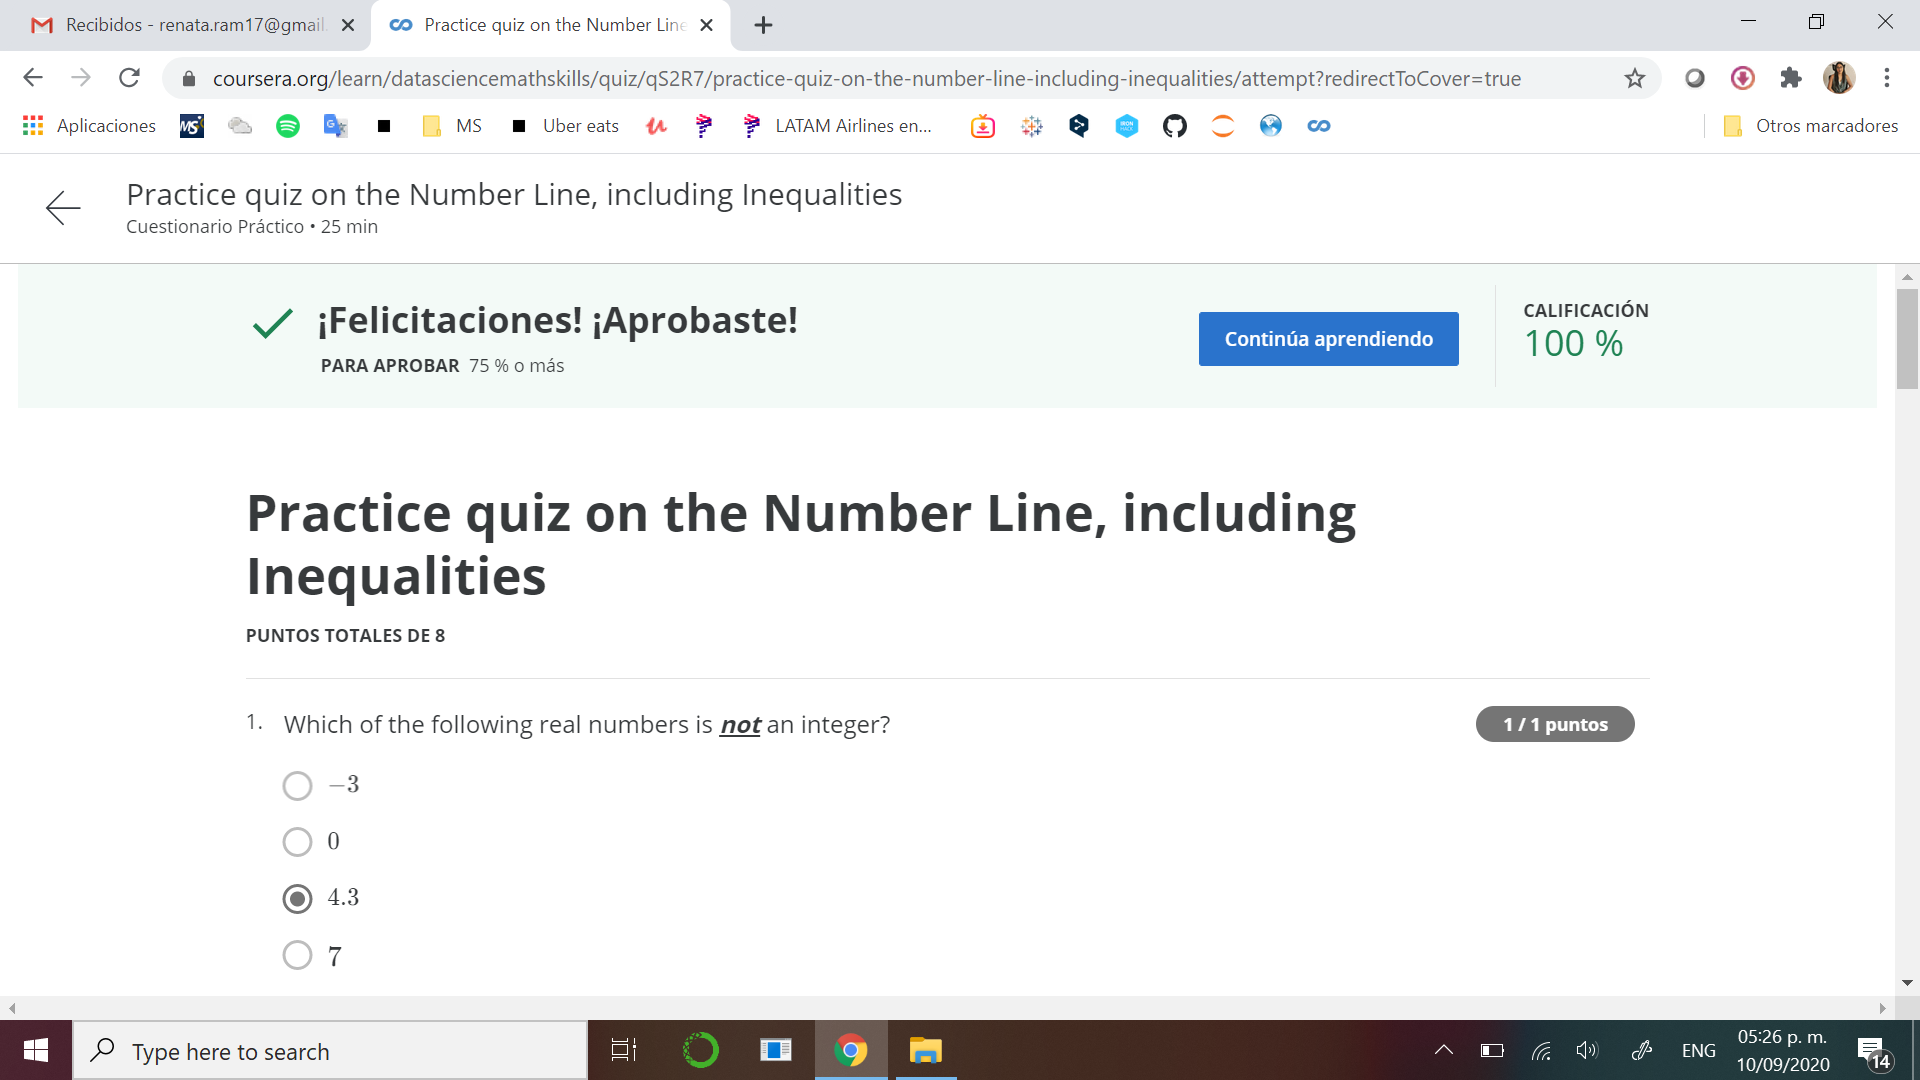 Recibidos - renata.ram17@gmail.
Practice quiz on the Number Line
coursera.org/learn/datasciencemathskills/quiz/qS2R7/practice-quiz-on-the-number-line-including-inequalities/attempt?redirectToCover=true
Aplicaciones
MS
MS
Uber eats
LATAM Airlines en...
IRON HACK
Otros marcadores
Practice quiz on the Number Line, including Inequalities
Cuestionario Práctico • 25 min
¡Felicitaciones! ¡Aprobaste!
PARA APROBAR 75 % o más
Continúa aprendiendo
CALIFICACIÓN
100 %
Practice quiz on the Number Line, including
Inequalities
PUNTOS TOTALES DE 8
1. Which of the following real numbers is not an integer?
1 / 1 puntos
−3
0
4.3
7
Type here to search
ENG
05:26 p. m.
10/09/2020
14